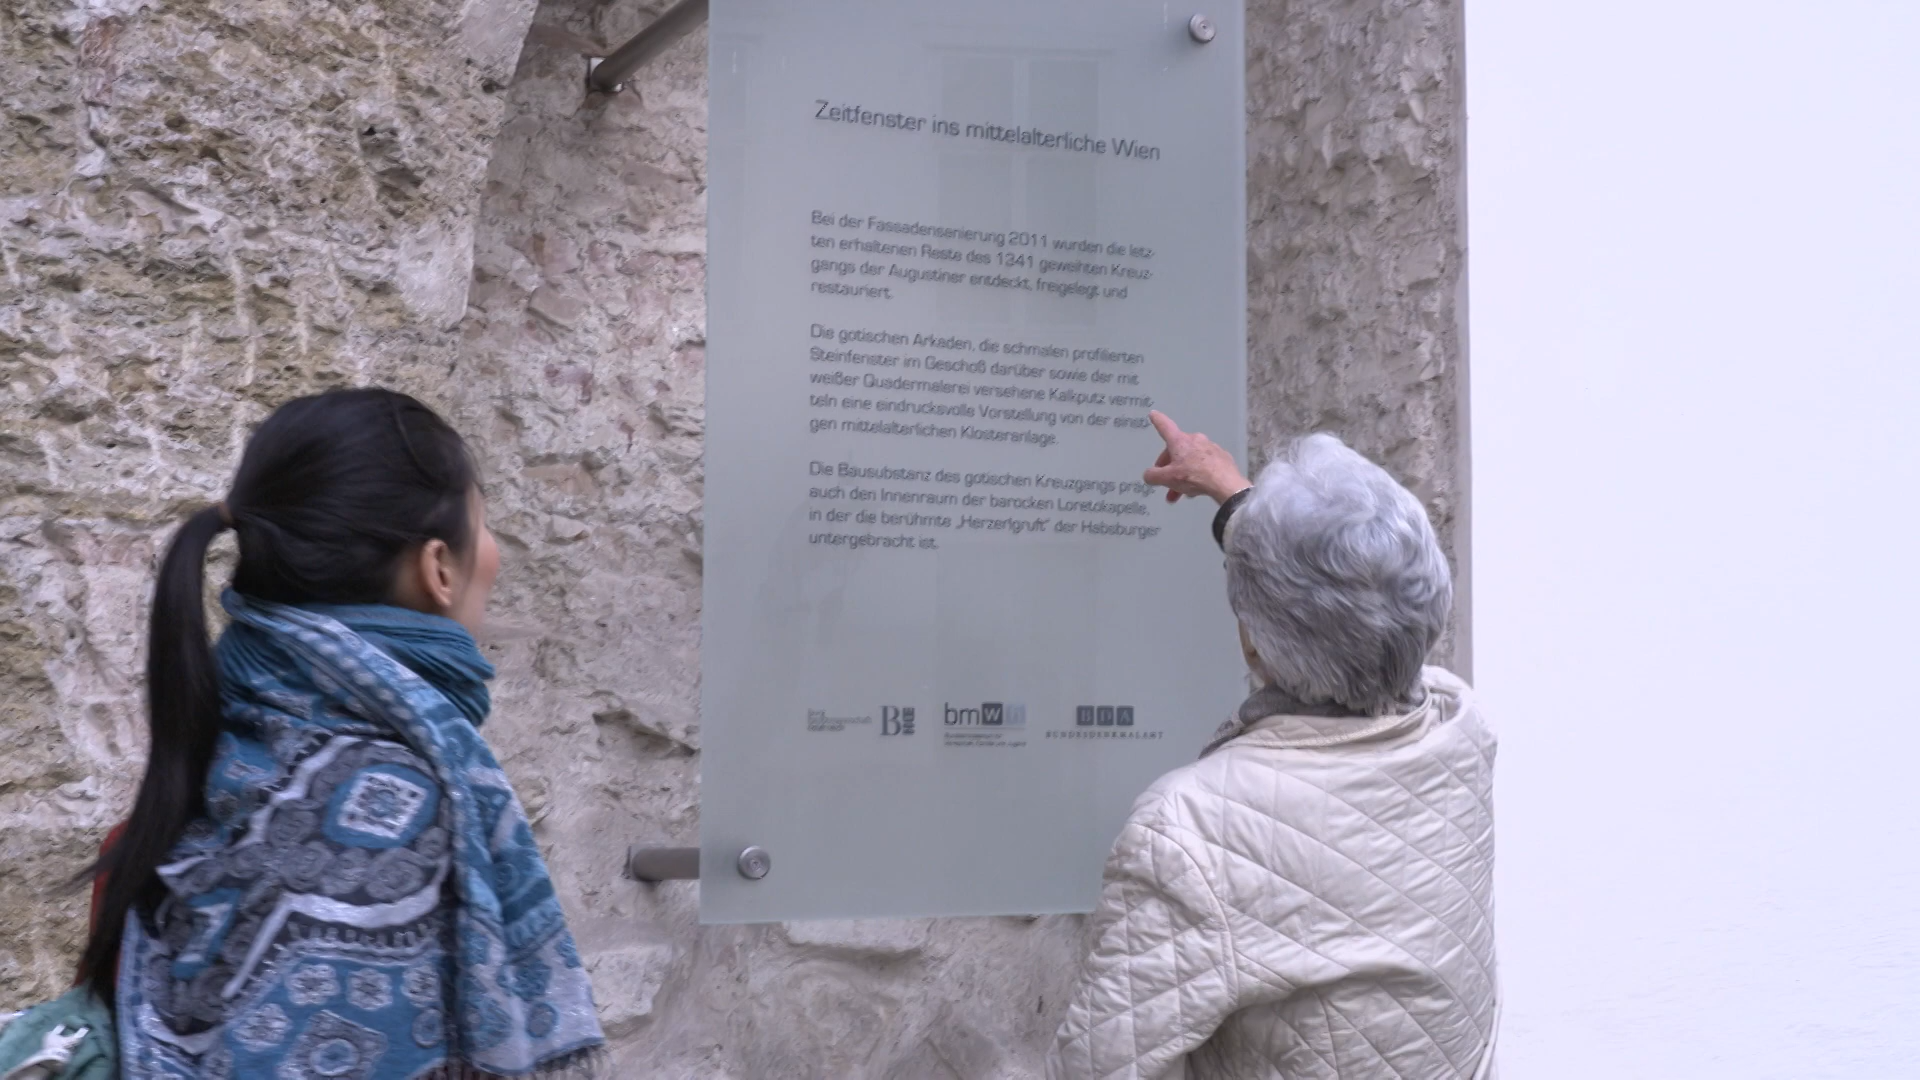 Zeitfenster ins mittelalterliche Wien
Bei der Fassadensanierung 2011 wurden die letz-
ten erhaltenen Reste des 1341 geweihten Kreuz-
gangs der Augustiner entdeckt, freigelegt und
restauriert.
Die gotischen Arkaden, die schmalen profilierten
Steinfenster im Geschoß darüber sowie der mit
weißer Quadermalerei versehene Kalkputz vermit-
teln eine eindrucksvolle Vorstellung von der einsti-
gen mittelalterlichen Klosteranlage.
Die Bausubstanz des gotischen Kreuzgangs prägt
auch den Innenraum der barocken Loretokapelle,
in der die berühmte „Herzerlgruft“ der Habsburger
untergebracht ist.
B
bmw
BDA
BUNDESDENKMALAMT